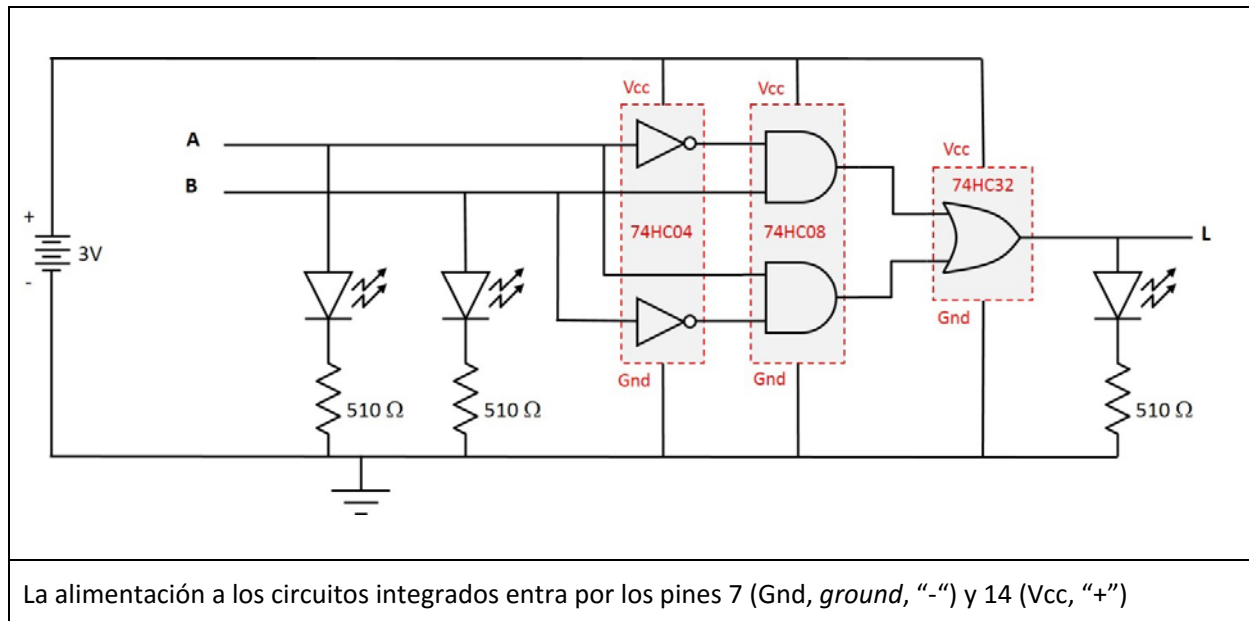 Vcc
Vcc
A
Vcc
B
74HC32
+
74HC04
74HC08
L
3V
-
Gnd
Gnd
Gnd
510 Ω
510 Ω
510 Ω
La alimentación a los circuitos integrados entra por los pines 7 (Gnd, ground, “-“) y 14 (Vcc, “+”)